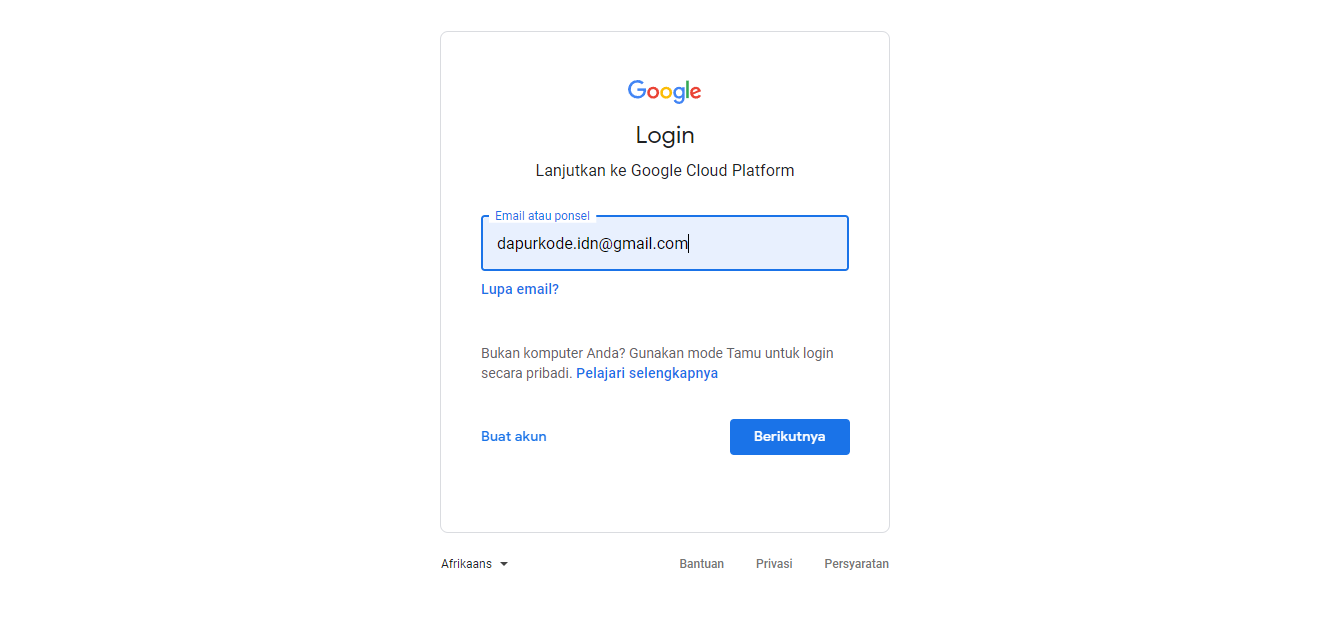 Google
Login
Lanjutkan ke Google Cloud Platform
Email atau ponsel
dapurkode.idn@gmail.com
Lupa email?
Bukan komputer Anda? Gunakan mode Tamu untuk login
secara pribadi. Pelajari selengkapnya
Buat akun
Berikutnya
Afrikaans
Bantuan
Privasi
Persyaratan